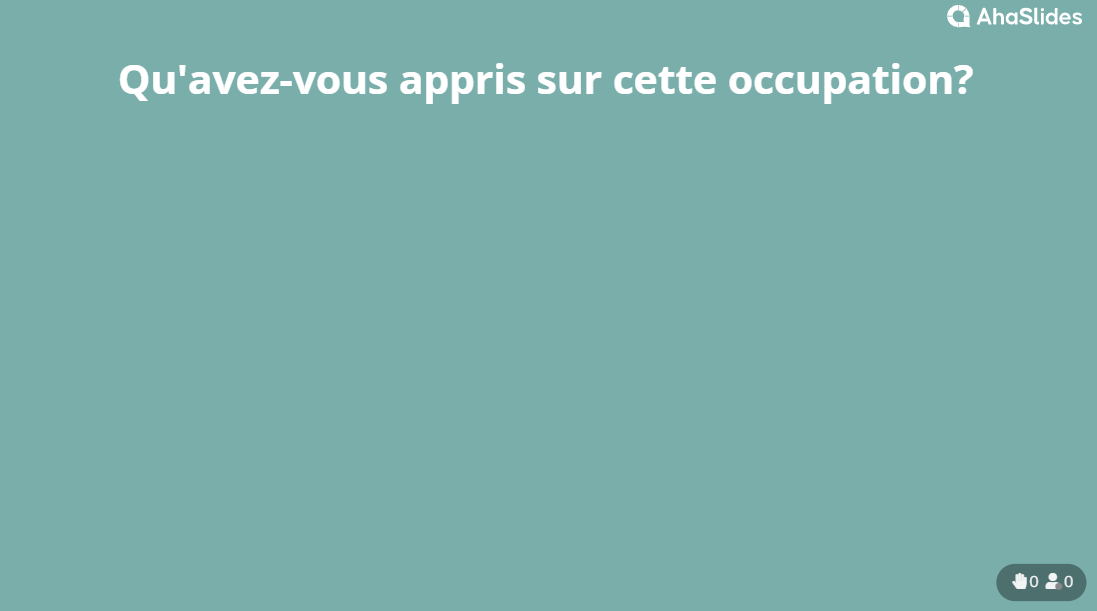 AhaSlides
Qu'avez-vous appris sur cette occupation?
0 0